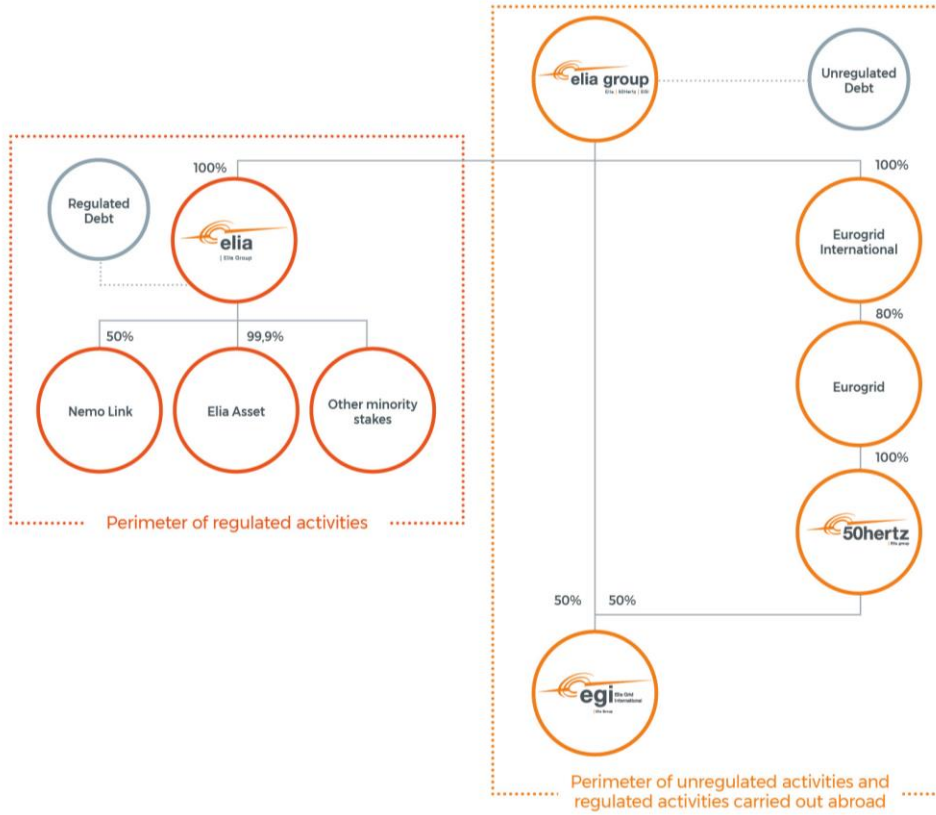 elia group
Elia | 50Hertz | EGI
Unregulated
Debt
100%
100%
Regulated
Debt
elia
| Elia Group
Eurogrid
International
80%
50%
99,9%
Nemo Link
Elia Asset
Other minority
stakes
Eurogrid
100%
Perimeter of regulated activities
50hertz
| Elia group
50%
50%
egi
Elia Grid
International
| Elia Group
Perimeter of unregulated activities and
regulated activities carried out abroad